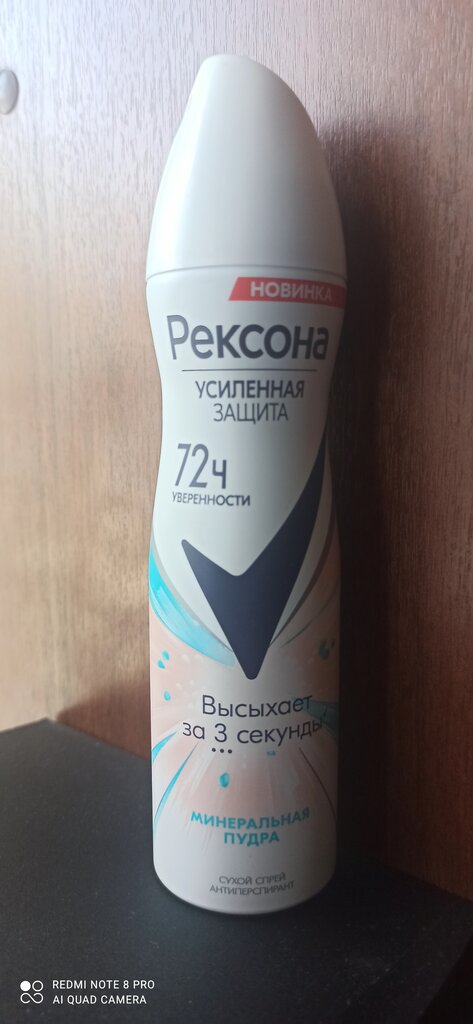 НОВИНКА
Рексона
УСИЛЕННАЯ
ЗАЩИТА
72ч
УВЕРЕННОСТИ
Высыхает
за 3 секунды
МИНЕРАЛЬНАЯ
ПУДРА
СУХОЙ СПРЕЙ
АНТИПЕРСПИРАНТ
REDMI NOTE 8 PRO
AI QUAD CAMERA